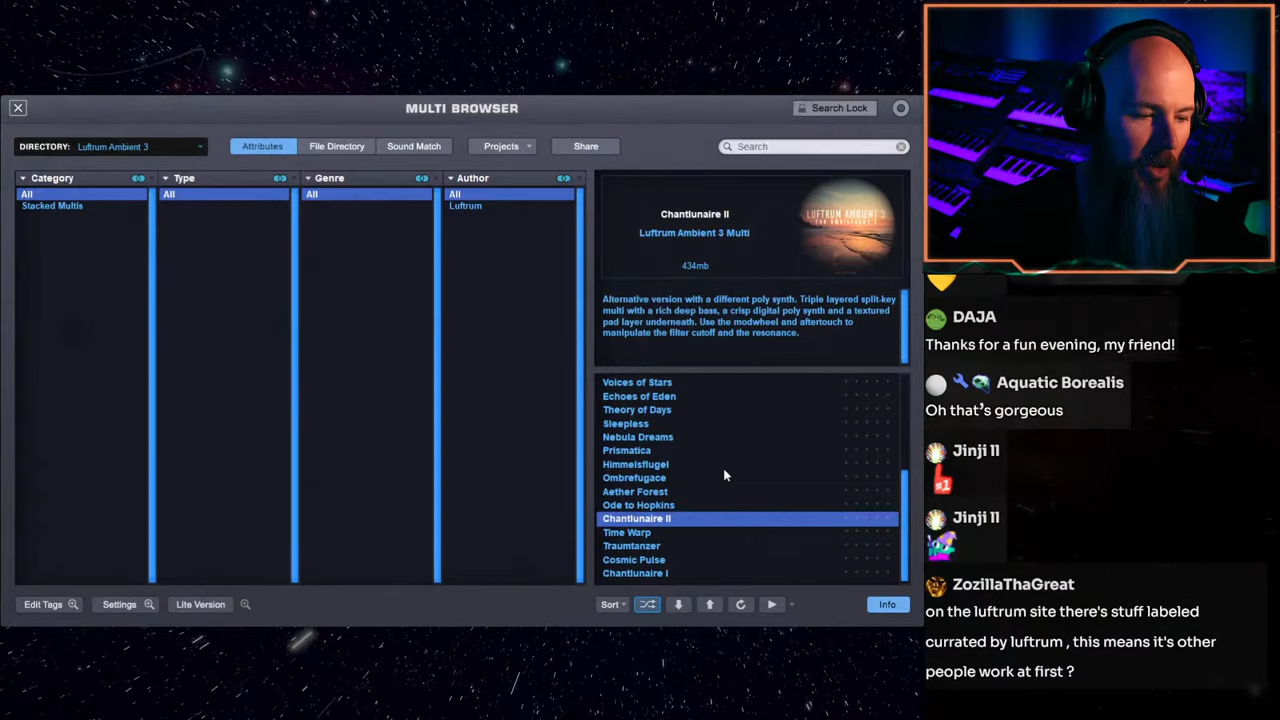 MULTI BROWSER
Search Lock
DIRECTORY: Luftrum Ambient 3
Attributes
File Directory
Sound Match
Projects
Share
Search
Category
Type
Genre
Author
All
All
All
All
Stacked Multis
Luftrum
Chantlunaire II
Luftrum Ambient 3 Multi
434mb
LUFTRUM AMBIENT 3
FOR OMNISPHERE 2
Alternative version with a different poly synth. Triple layered split-key
multi with a rich deep bass, a crisp digital poly synth and a textured
pad layer underneath. Use the modwheel and aftertouch to
manipulate the filter cutoff and the resonance.
Voices of Stars
Echoes of Eden
Theory of Days
Sleepless
Nebula Dreams
Prismatica
Himmelsflugel
Ombrefugace
Aether Forest
Ode to Hopkins
Chantlunaire II
Time Warp
Traumtanzer
Cosmic Pulse
Chantlunaire I
Edit Tags
Settings
Lite Version
Sort
Info
DAJA
Thanks for a fun evening, my friend!
Aquatic Borealis
Oh that's gorgeous
Jinji ll
#1
Jinji ll
ZozillaThaGreat
on the luftrum site there's stuff labeled
currated by luftrum , this means it's other
people work at first ?